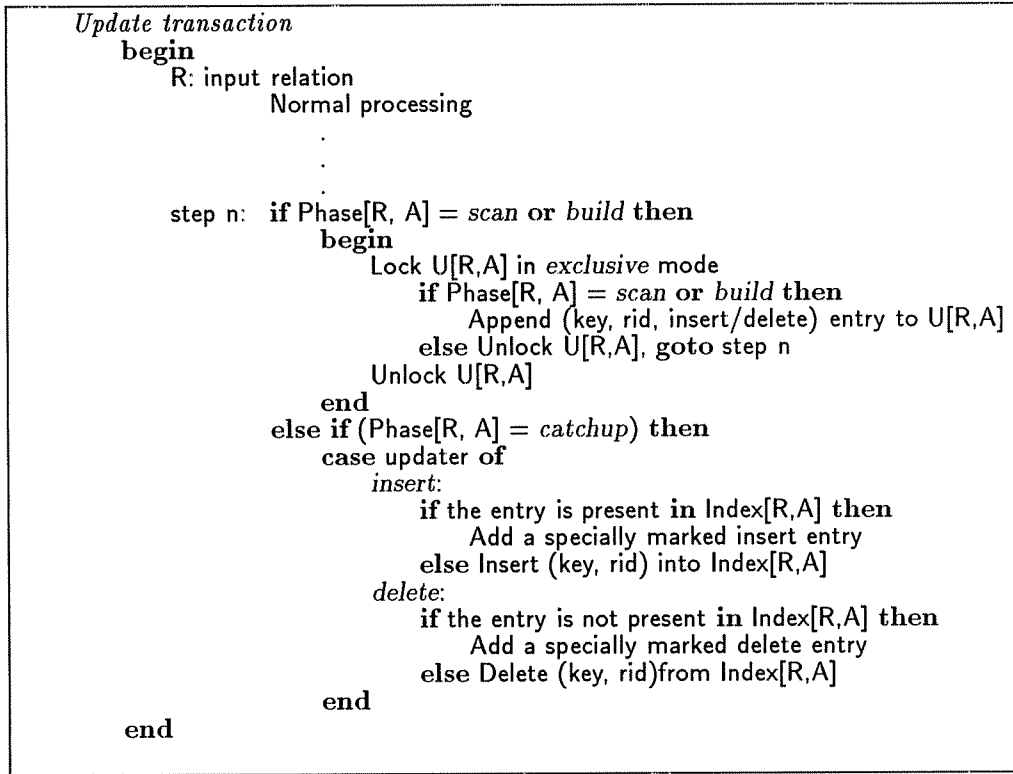 Update transaction
begin
R: input relation
Normal processing
.
.
.
step n: if Phase[R, A] = scan or build then
begin
Lock U[R,A] in exclusive mode
if Phase[R, A] = scan or build then
Append (key, rid, insert/delete) entry to U[R,A]
else Unlock U[R,A], goto step n
Unlock U[R,A]
end
else if (Phase[R, A] = catchup) then
case updater of
insert:
if the entry is present in Index[R,A] then
Add a specially marked insert entry
else Insert (key, rid) into Index[R,A]
delete:
if the entry is not present in Index[R,A] then
Add a specially marked delete entry
else Delete (key, rid)from Index[R,A]
end
end